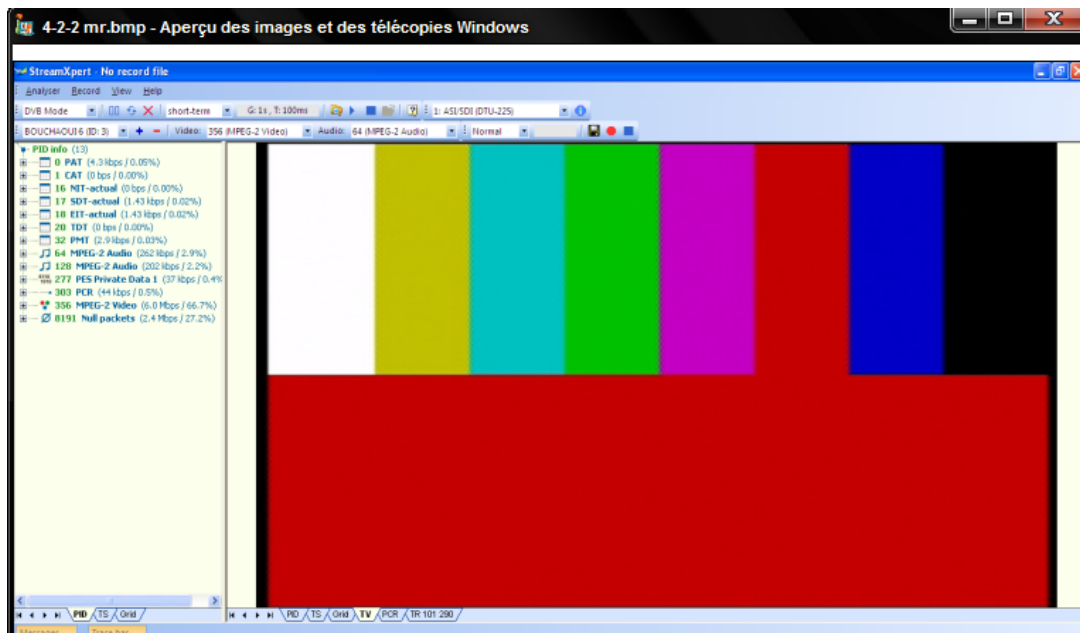 4-2-2 mr.bmp - Aperçu des images et des télécopies Windows
StreamXpert - No record file
Analyser Record View Help
DVB Mode short-term G: 1s, T: 100ms 1: ASI/SDI (DTU-225)
BOUCHAOUI 6 (ID: 3) Video: 356 (MPEG-2 Video) Audio: 64 (MPEG-2 Audio) Normal
PID info (13)
0 PAT (4.3 kbps / 0.05%)
1 CAT (0 bps / 0.00%)
16 NIT-actual (0 bps / 0.00%)
17 SDT-actual (1.43 kbps / 0.02%)
18 EIT-actual (1.43 kbps / 0.02%)
20 TDT (0 bps / 0.00%)
32 PMT (2.9 kbps / 0.03%)
64 MPEG-2 Audio (262 kbps / 2.9%)
128 MPEG-2 Audio (202 kbps / 2.2%)
277 PES Private Data 1 (37 kbps / 0.4%
303 PCR (44 kbps / 0.5%)
356 MPEG-2 Video (6.0 Mbps / 66.7%)
8191 Null packets (2.4 Mbps / 27.2%)
PID TS Grid
PID TS Grid TV PCR TR 101 290
Messages Trace bar